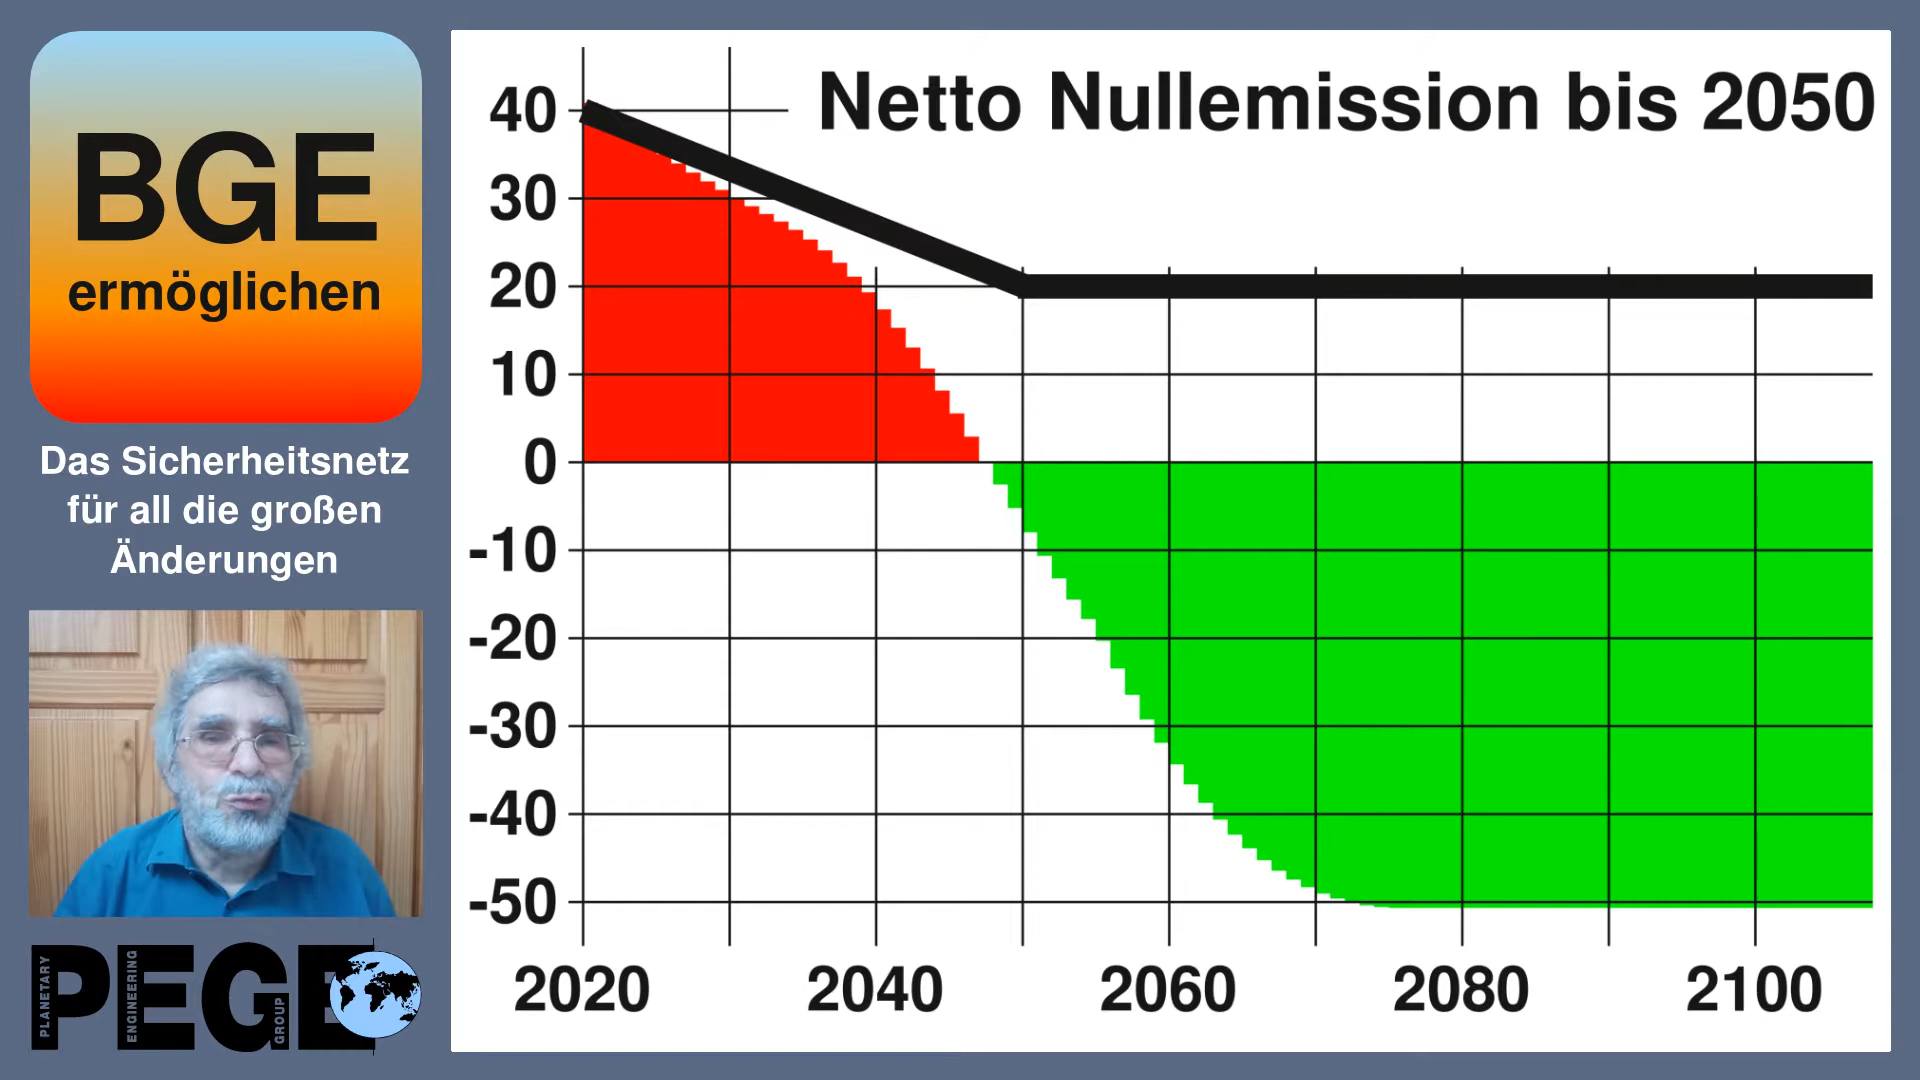 BGE
ermöglichen
Das Sicherheitsnetz
für all die großen
Änderungen
PEGE
PLANETARY
ENGINEERING
GROUP
Netto Nullemission bis 2050
40
30
20
10
0
-10
-20
-30
-40
-50
2020 2040 2060 2080 2100